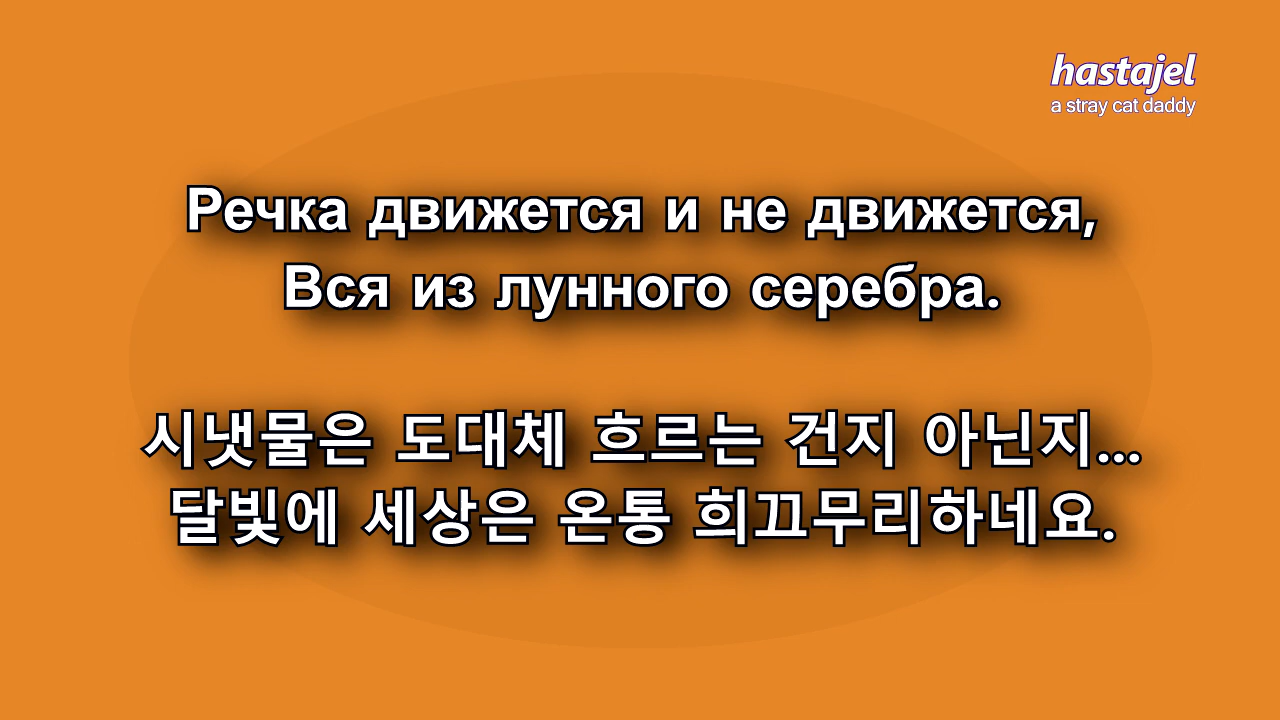 hastajel
a stray cat daddy
Речка движется и не движется,
Вся из лунного серебра.
시냇물은 도대체 흐르는 건지 아닌지...
달빛에 세상은 온통 희끄무리하네요.